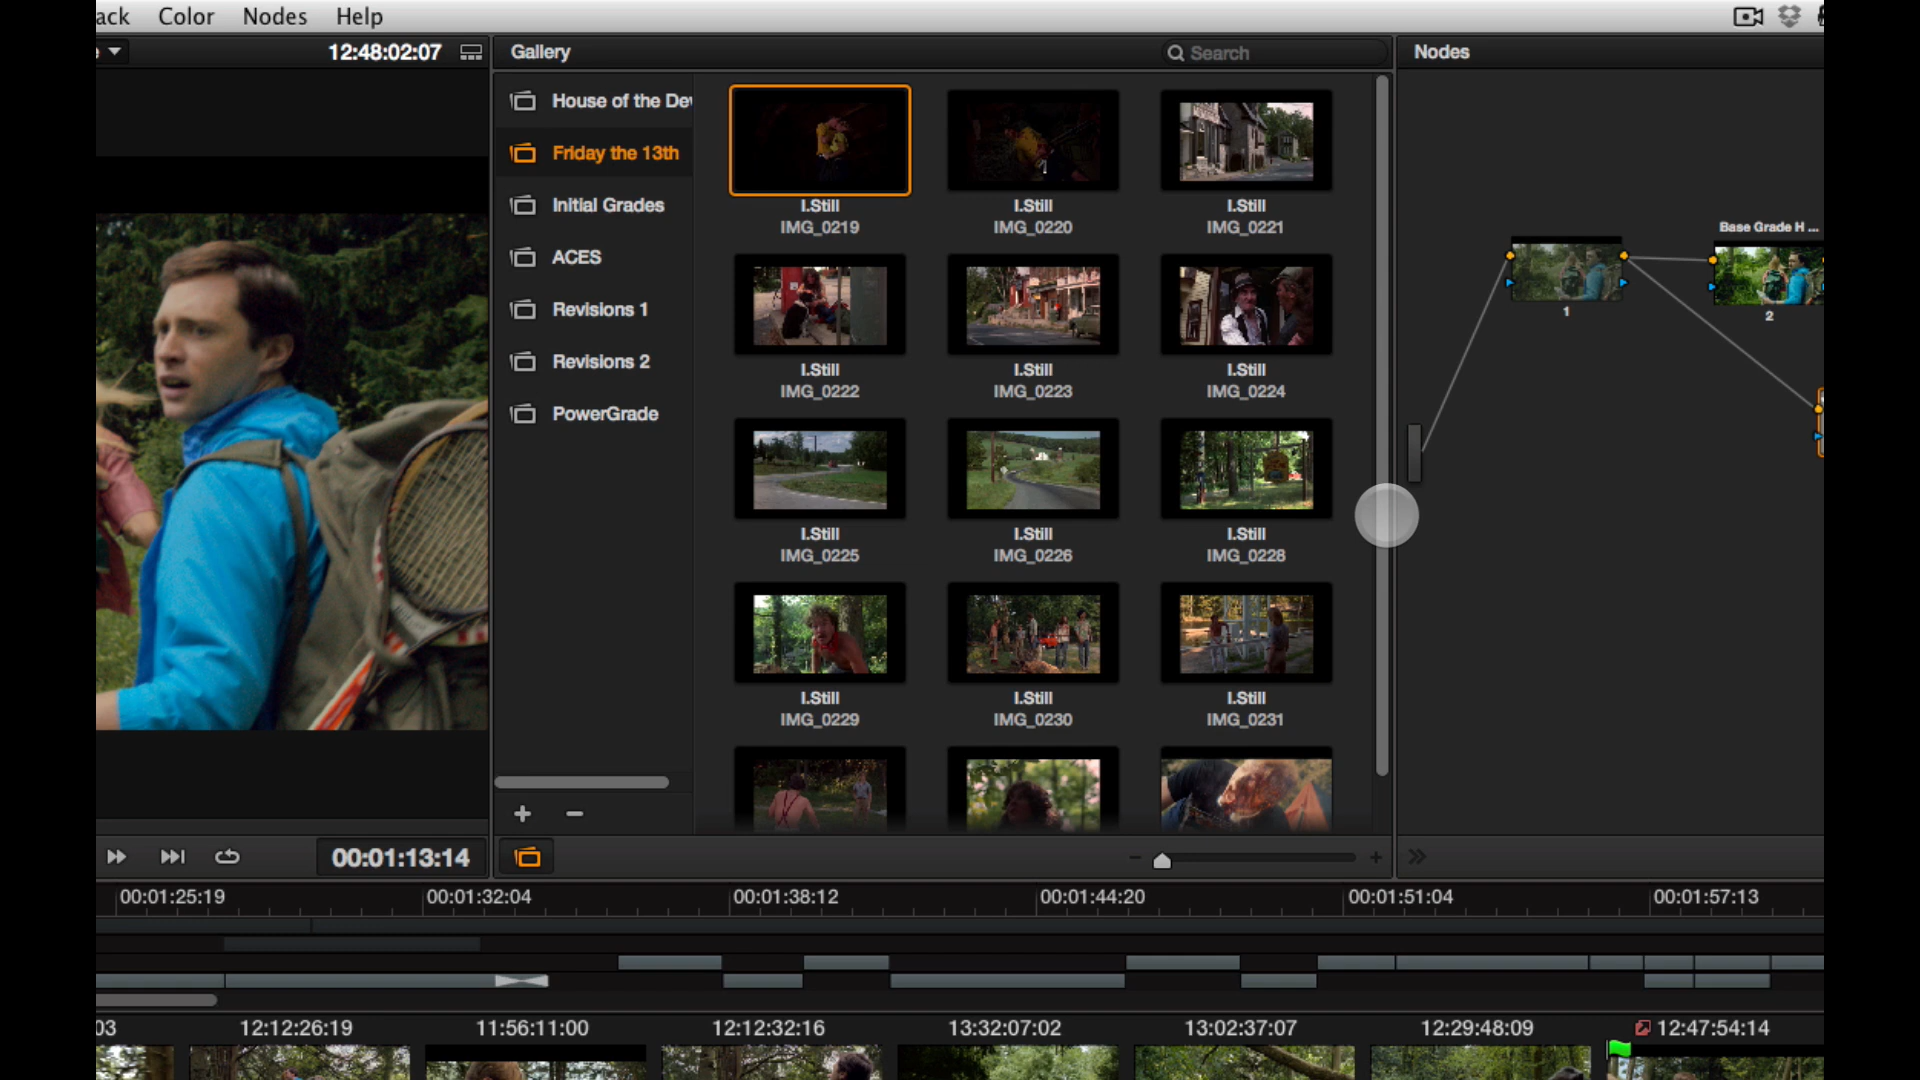 ack Color Nodes Help
12:48:02:07
Gallery
Search
Nodes
House of the Dev
Friday the 13th
Initial Grades
ACES
Revisions 1
Revisions 2
PowerGrade
I.Still I.Still I.Still
IMG_0219 IMG_0220 IMG_0221
I.Still I.Still I.Still
IMG_0222 IMG_0223 IMG_0224
I.Still I.Still I.Still
IMG_0225 IMG_0226 IMG_0228
I.Still I.Still I.Still
IMG_0229 IMG_0230 IMG_0231
Base Grade H ...
1
2
00:01:13:14
00:01:25:19 00:01:32:04 00:01:38:12 00:01:44:20 00:01:51:04 00:01:57:13
03 12:12:26:19 11:56:11:00 12:12:32:16 13:32:07:02 13:02:37:07 12:29:48:09 12:47:54:14